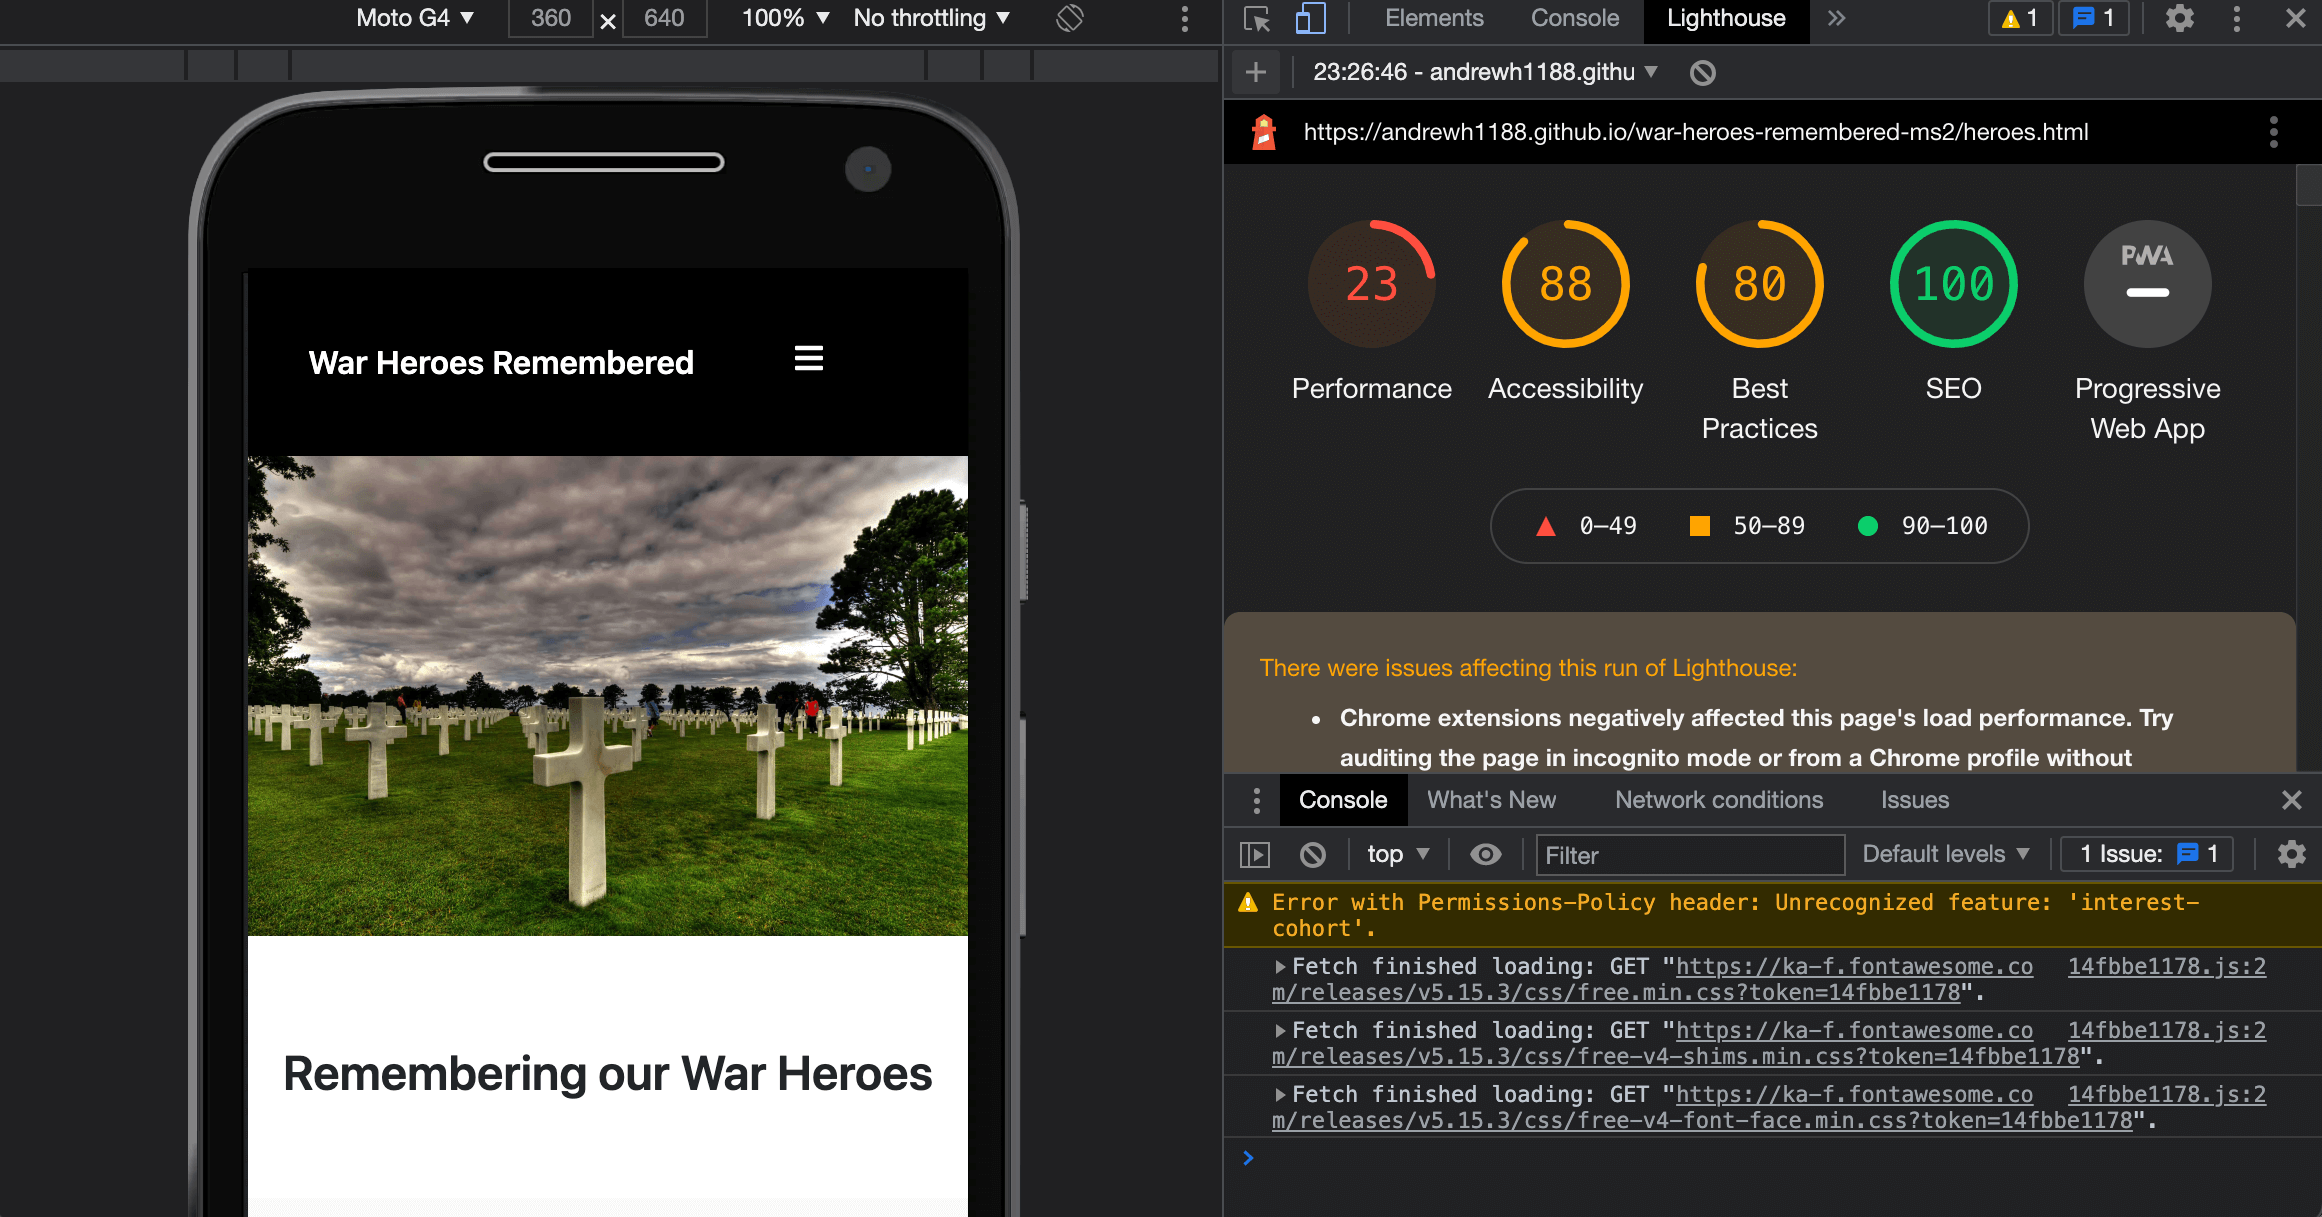 Moto G4 360 × 640 100% No throttling
Elements Console Lighthouse 1 1
23:26:46 - andrewh1188.githu
https://andrewh1188.github.io/war-heroes-remembered-ms2/heroes.html
23 88 80 100 PWA
Performance Accessibility Best Practices SEO Progressive Web App
0–49 50–89 90–100
There were issues affecting this run of Lighthouse:
Chrome extensions negatively affected this page's load performance. Try
auditing the page in incognito mode or from a Chrome profile without
War Heroes Remembered
Remembering our War Heroes
Console What's New Network conditions Issues
top Filter Default levels 1 Issue: 1
Error with Permissions-Policy header: Unrecognized feature: 'interest-
cohort'.
Fetch finished loading: GET "https://ka-f.fontawesome.co 14fbbe1178.js:2
m/releases/v5.15.3/css/free.min.css?token=14fbbe1178".
Fetch finished loading: GET "https://ka-f.fontawesome.co 14fbbe1178.js:2
m/releases/v5.15.3/css/free-v4-shims.min.css?token=14fbbe1178".
Fetch finished loading: GET "https://ka-f.fontawesome.co 14fbbe1178.js:2
m/releases/v5.15.3/css/free-v4-font-face.min.css?token=14fbbe1178".